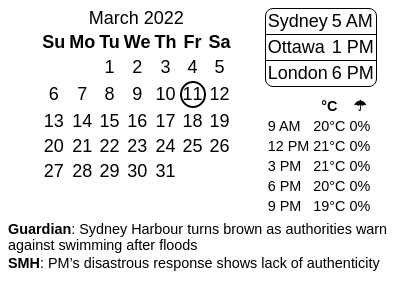 March 2022
Su Mo Tu We Th Fr Sa
1 2 3 4 5
6 7 8 9 10 11 12
13 14 15 16 17 18 19
20 21 22 23 24 25 26
27 28 29 30 31
Sydney 5 AM
Ottawa 1 PM
London 6 PM
°C ☂
9 AM 20°C 0%
12 PM 21°C 0%
3 PM 21°C 0%
6 PM 20°C 0%
9 PM 19°C 0%
Guardian: Sydney Harbour turns brown as authorities warn
against swimming after floods
SMH: PM’s disastrous response shows lack of authenticity